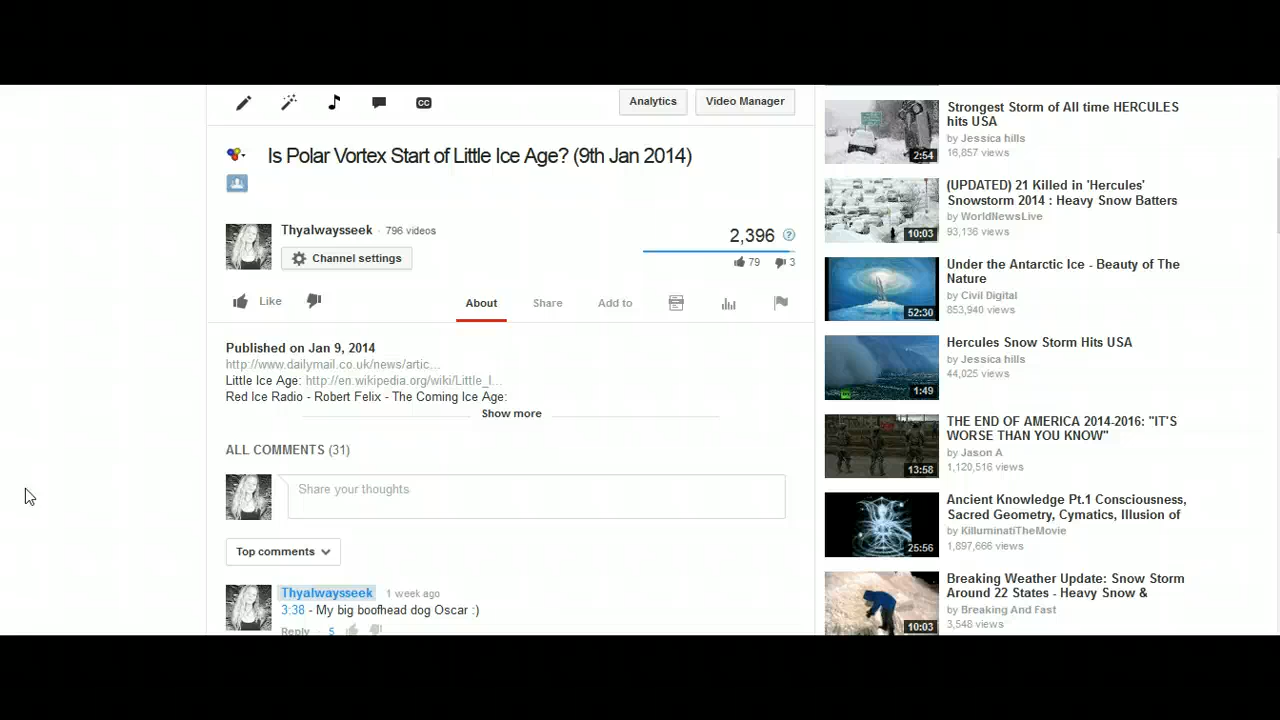 CC
Analytics
Video Manager
Is Polar Vortex Start of Little Ice Age? (9th Jan 2014)
Thyalwaysseek · 796 videos
Channel settings
2,396
79 3
Like
About
Share
Add to
Published on Jan 9, 2014
http://www.dailymail.co.uk/news/artic...
Little Ice Age: http://en.wikipedia.org/wiki/Little_I...
Red Ice Radio - Robert Felix - The Coming Ice Age:
Show more
ALL COMMENTS (31)
Share your thoughts
Top comments
Thyalwaysseek 1 week ago
3:38 - My big boofhead dog Oscar :)
Reply · 5
2:54
Strongest Storm of All time HERCULES
hits USA
by Jessica hills
16,857 views
10:03
(UPDATED) 21 Killed in 'Hercules'
Snowstorm 2014 : Heavy Snow Batters
by WorldNewsLive
93,136 views
52:30
Under the Antarctic Ice - Beauty of The
Nature
by Civil Digital
853,940 views
1:49
Hercules Snow Storm Hits USA
by Jessica hills
44,025 views
13:58
THE END OF AMERICA 2014-2016: "IT'S
WORSE THAN YOU KNOW"
by Jason A
1,120,516 views
25:56
Ancient Knowledge Pt.1 Consciousness,
Sacred Geometry, Cymatics, Illusion of
by KilluminatiTheMovie
1,897,666 views
10:03
Breaking Weather Update: Snow Storm
Around 22 States - Heavy Snow &
by Breaking And Fast
3,548 views